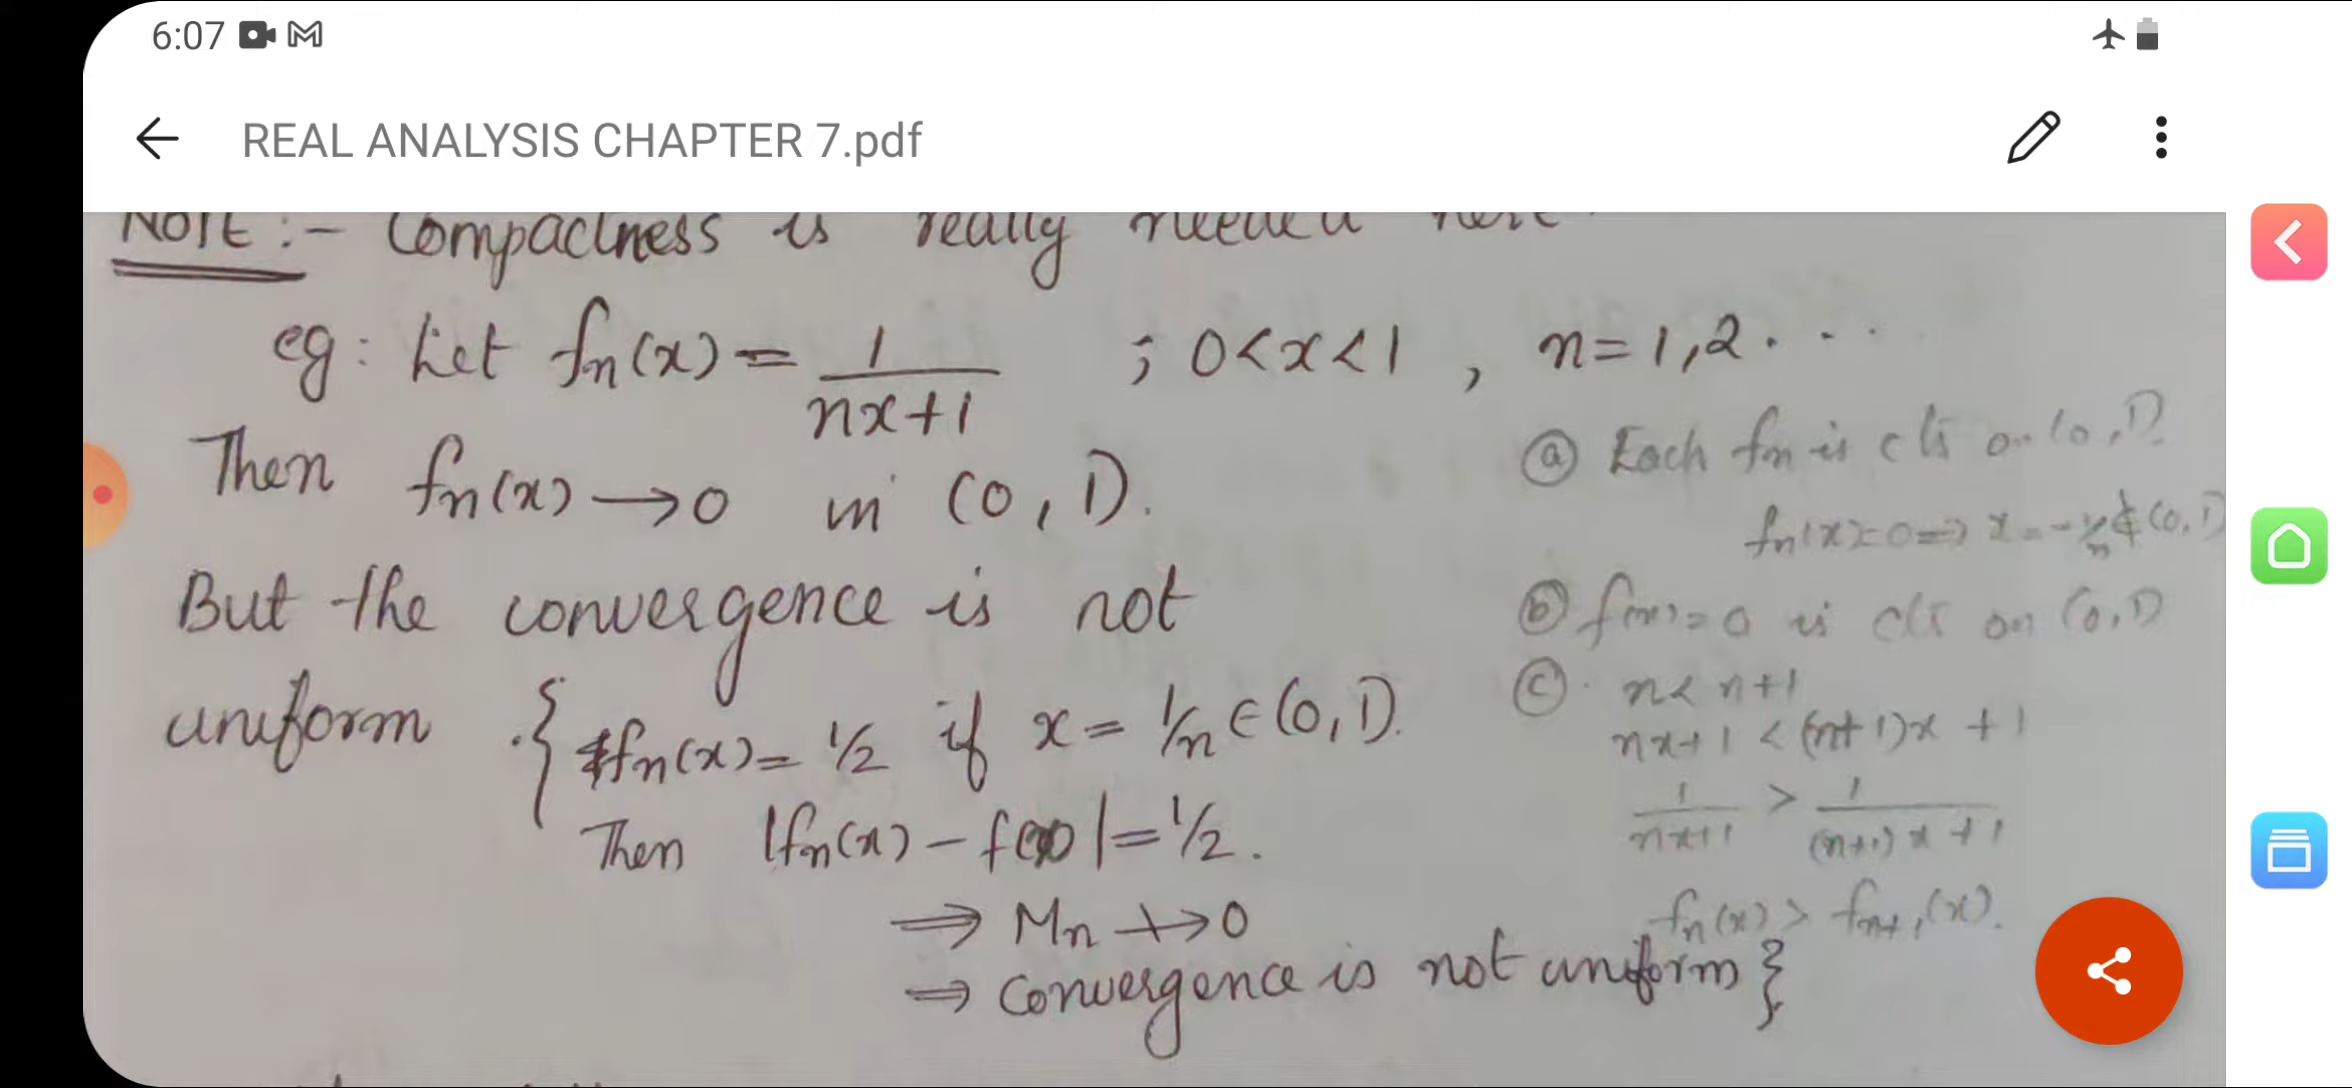 6:07
REAL ANALYSIS CHAPTER 7.pdf
NOTE :- Compactness is really needed here
eg: Let fn(x) = 1/(nx+1) ; 0<x<1 , n=1,2...
Then fn(x) → 0 in (0,1).
But the convergence is not
uniform . { fn(x) = 1/2 if x = 1/n ∈ (0,1).
Then |fn(x) - f(x)| = 1/2.
⇒ Mn ↛ 0
⇒ Convergence is not uniform }
(a) Each fn is cts on (0,1).
fn(x)=0 ⇒ x = -1/n ∉ (0,1)
(b) f(x)=0 is cts on (0,1)
(c) n < n+1
nx+1 < (n+1)x + 1
1/(nx+1) > 1/((n+1)x+1)
fn(x) > fn+1(x).